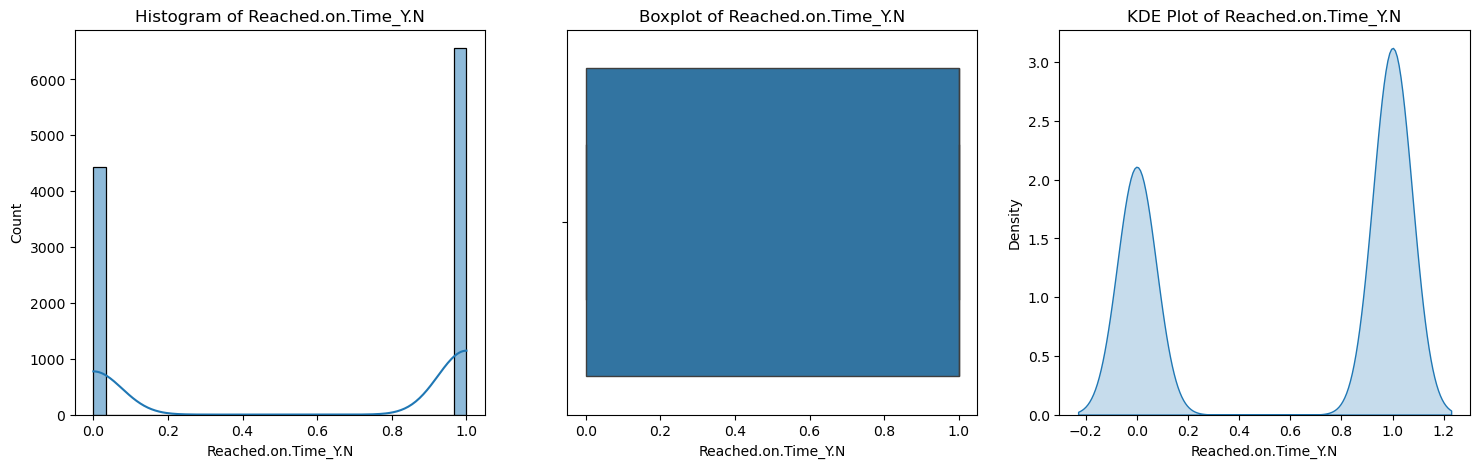 Histogram of Reached.on.Time_Y.N
Count
6000
5000
4000
3000
2000
1000
0
0.0 0.2 0.4 0.6 0.8 1.0
Reached.on.Time_Y.N
Boxplot of Reached.on.Time_Y.N
0.0 0.2 0.4 0.6 0.8 1.0
Reached.on.Time_Y.N
KDE Plot of Reached.on.Time_Y.N
Density
3.0
2.5
2.0
1.5
1.0
0.5
0.0
−0.2 0.0 0.2 0.4 0.6 0.8 1.0 1.2
Reached.on.Time_Y.N